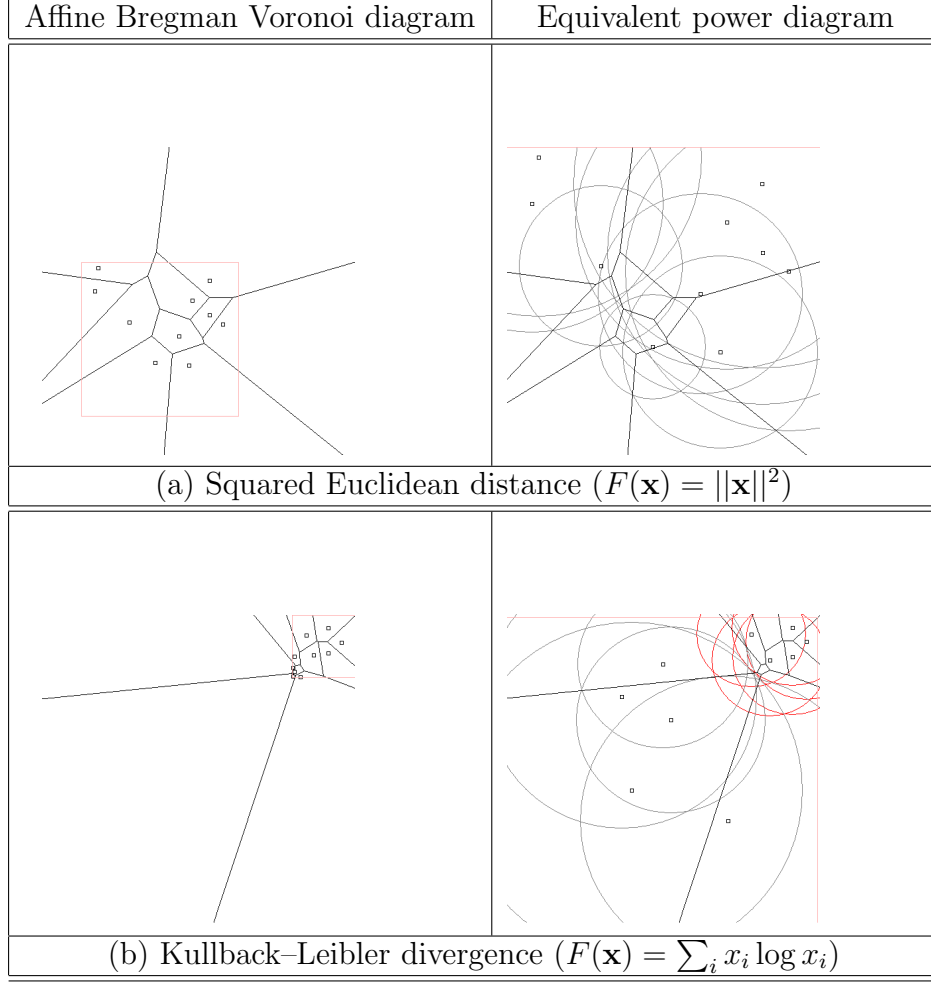 Affine Bregman Voronoi diagram Equivalent power diagram
(a) Squared Euclidean distance (F(x) = ||x||²)
(b) Kullback–Leibler divergence (F(x) = ∑ᵢ xᵢ log xᵢ)